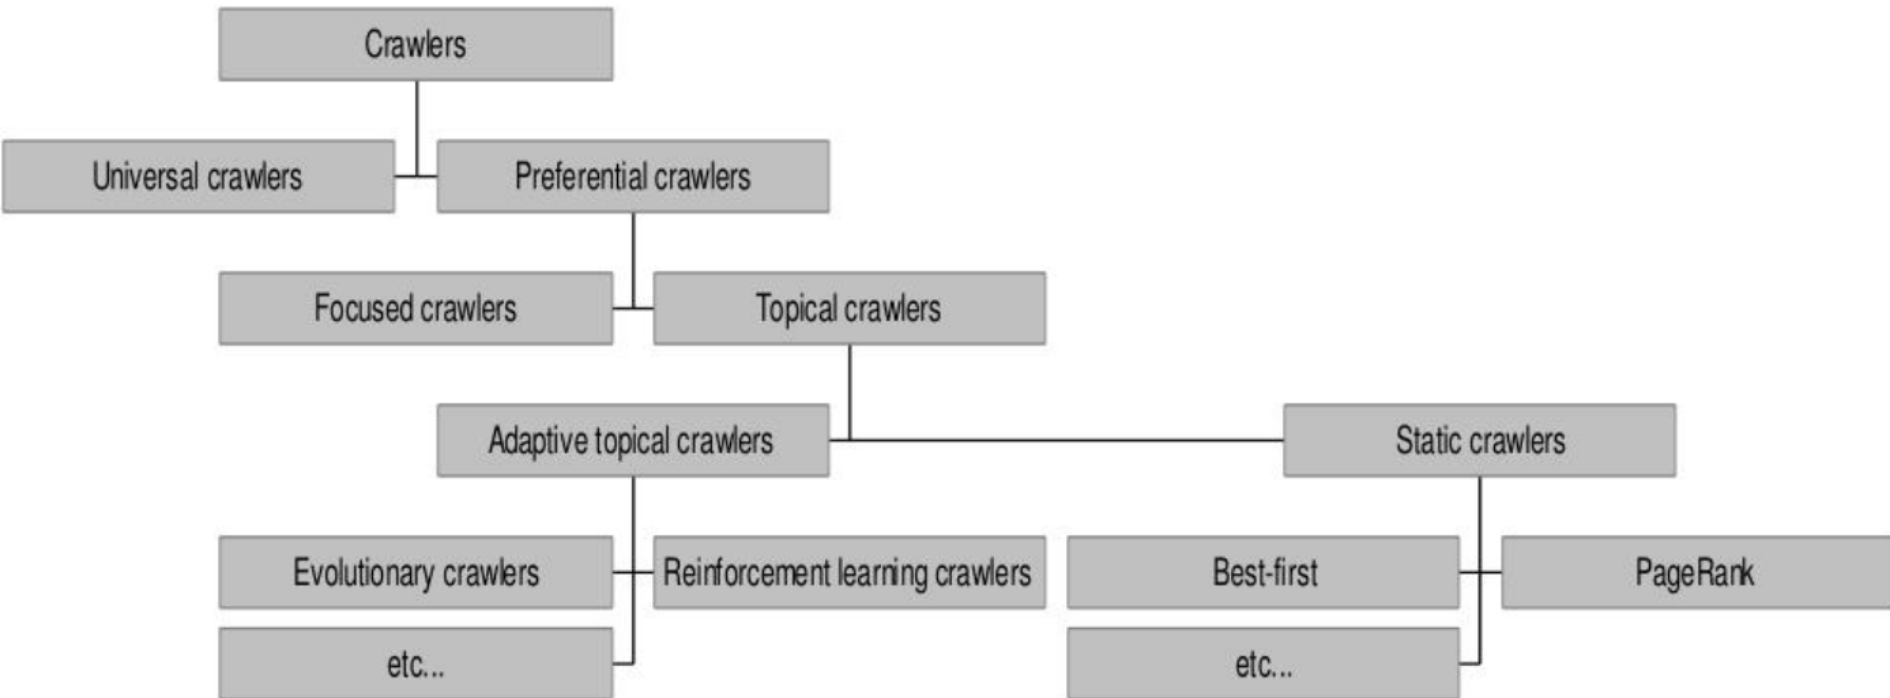 Crawlers
Universal crawlers
Preferential crawlers
Focused crawlers
Topical crawlers
Adaptive topical crawlers
Static crawlers
Evolutionary crawlers
Reinforcement learning crawlers
Best-first
PageRank
etc...
etc...